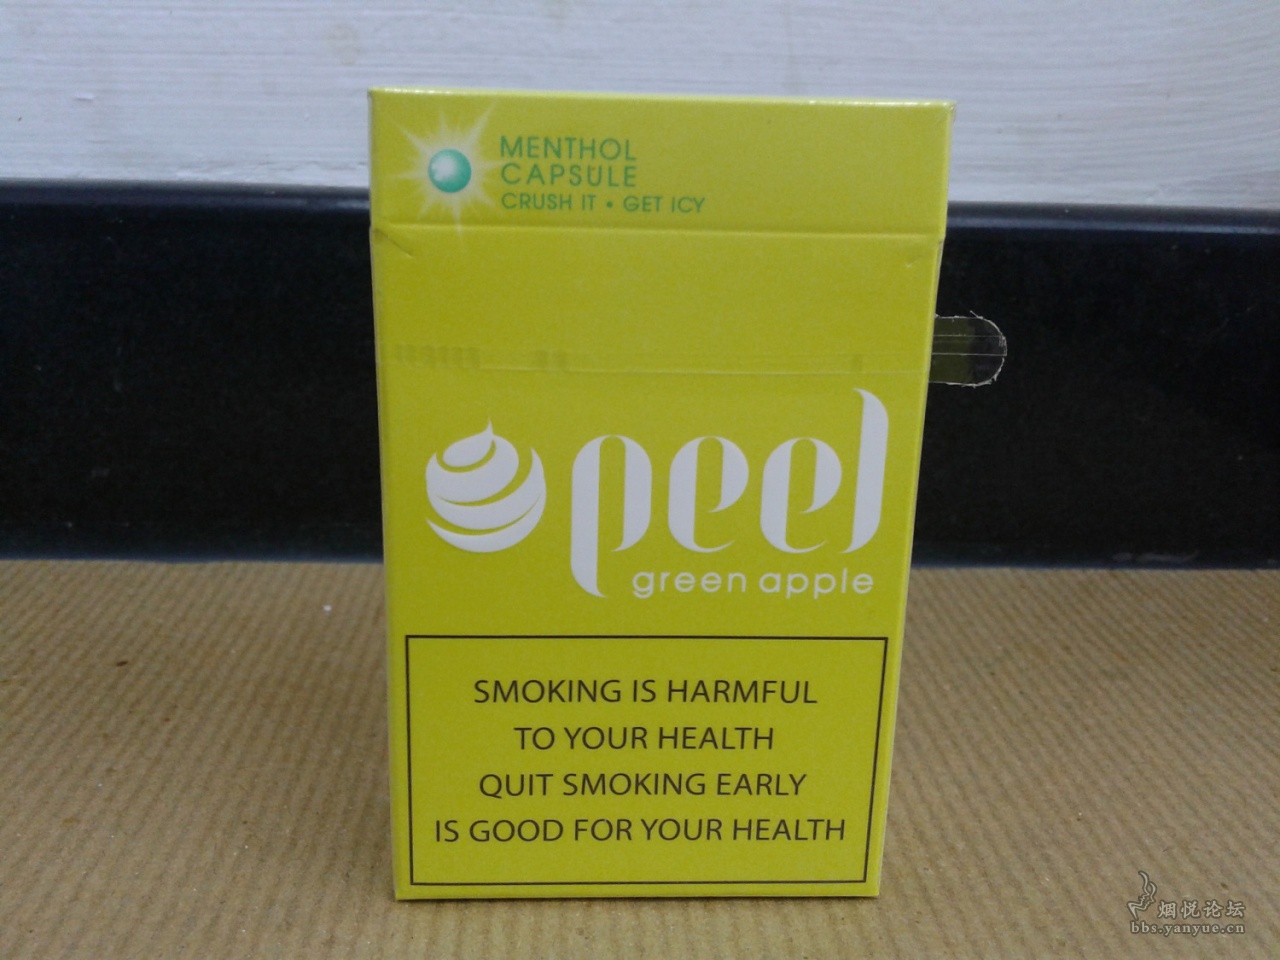 MENTHOL
CAPSULE
CRUSH IT • GET ICY
peel
green apple
SMOKING IS HARMFUL
TO YOUR HEALTH
QUIT SMOKING EARLY
IS GOOD FOR YOUR HEALTH
烟悦论坛
bbs.yanyue.cn